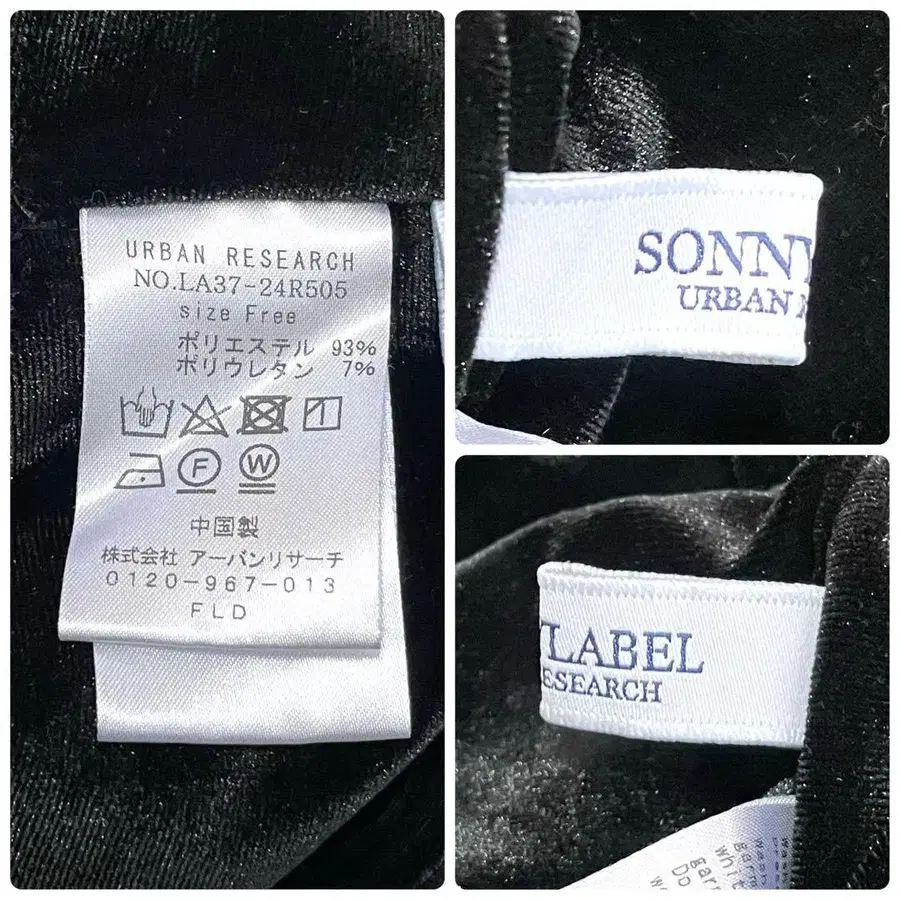 URBAN RESEARCH
NO.LA37-24R505
size Free
ポリエステル 93%
ポリウレタン 7%
F W
中国製
株式会社 アーバンリサーチ
0120-967-013
FLD
SONNY
URBAN
YLABEL
ESEARCH